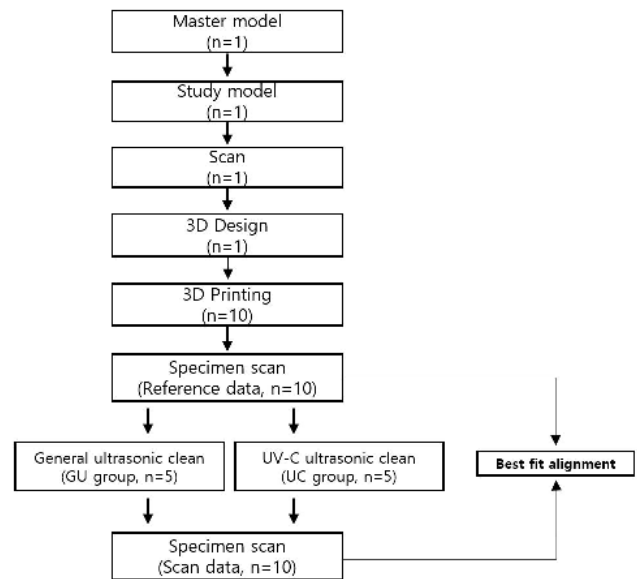 Master model
(n=1)
Study model
(n=1)
Scan
(n=1)
3D Design
(n=1)
3D Printing
(n=10)
Specimen scan
(Reference data, n=10)
General ultrasonic clean
(GU group, n=5)
UV-C ultrasonic clean
(UC group, n=5)
Best fit alignment
Specimen scan
(Scan data, n=10)